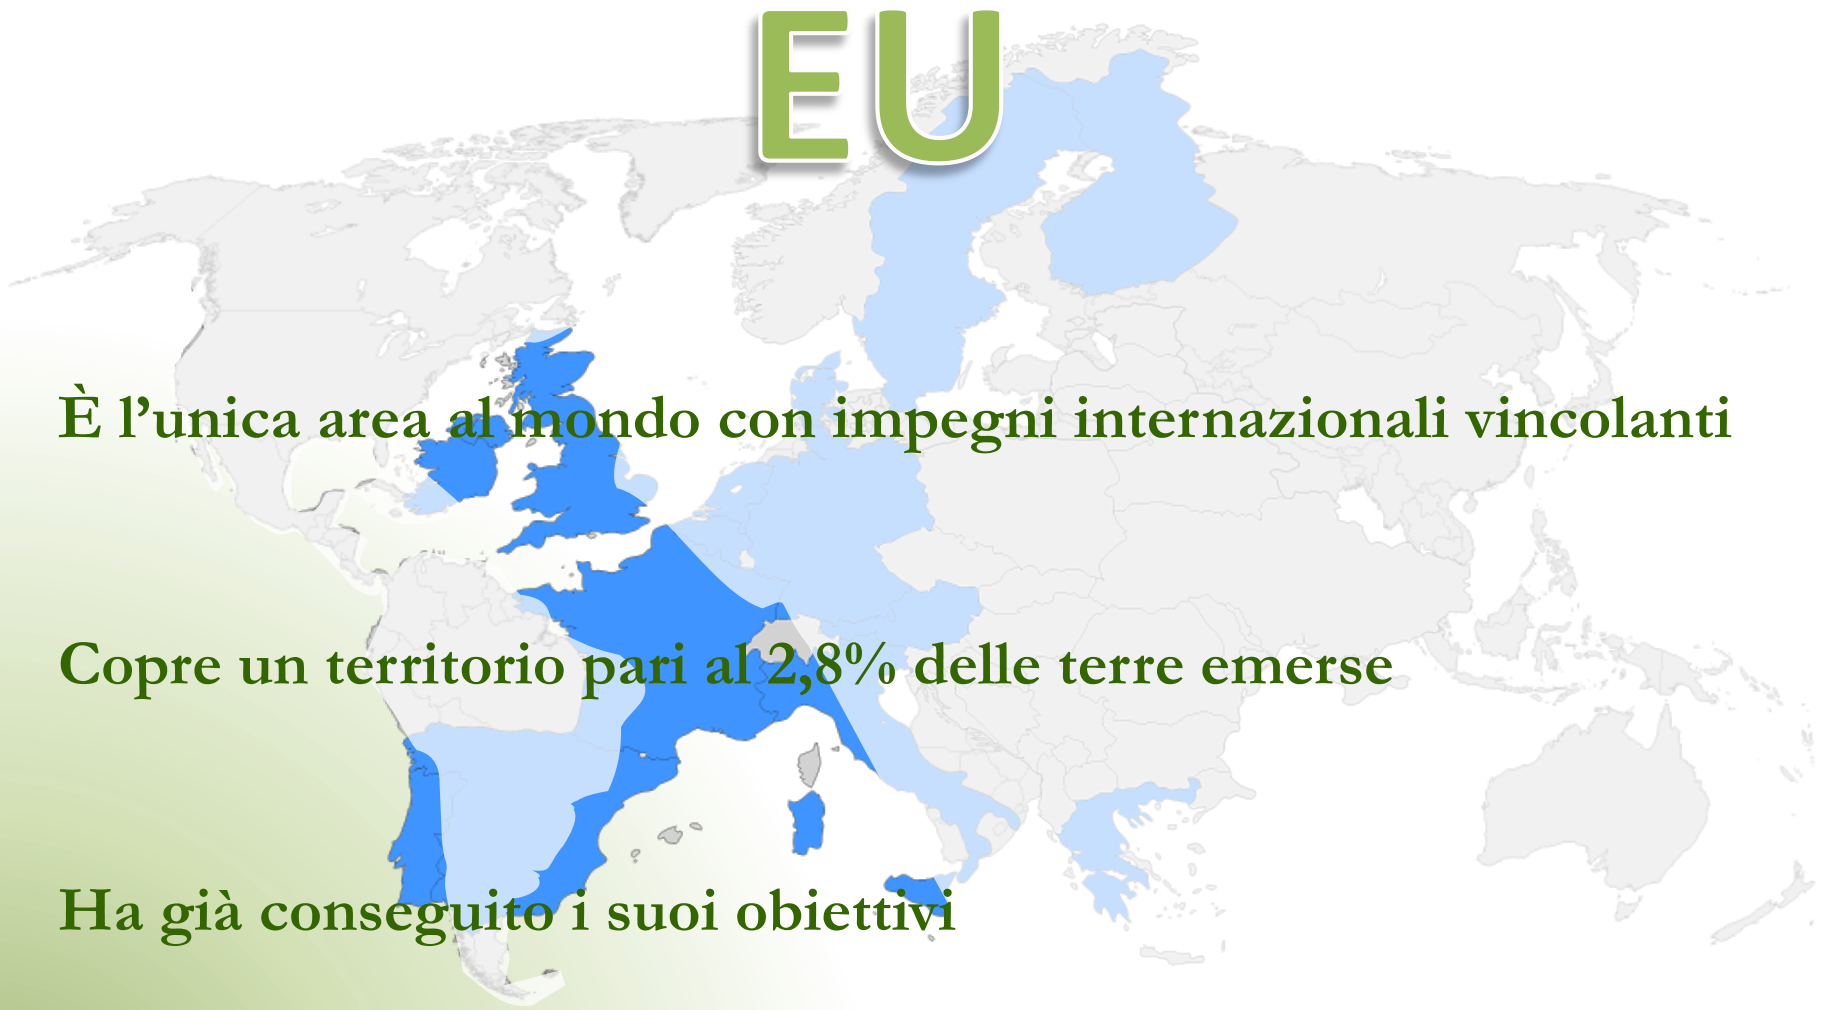 EU
È l’unica area al mondo con impegni internazionali vincolanti
Copre un territorio pari al 2,8% delle terre emerse
Ha già conseguito i suoi obiettivi